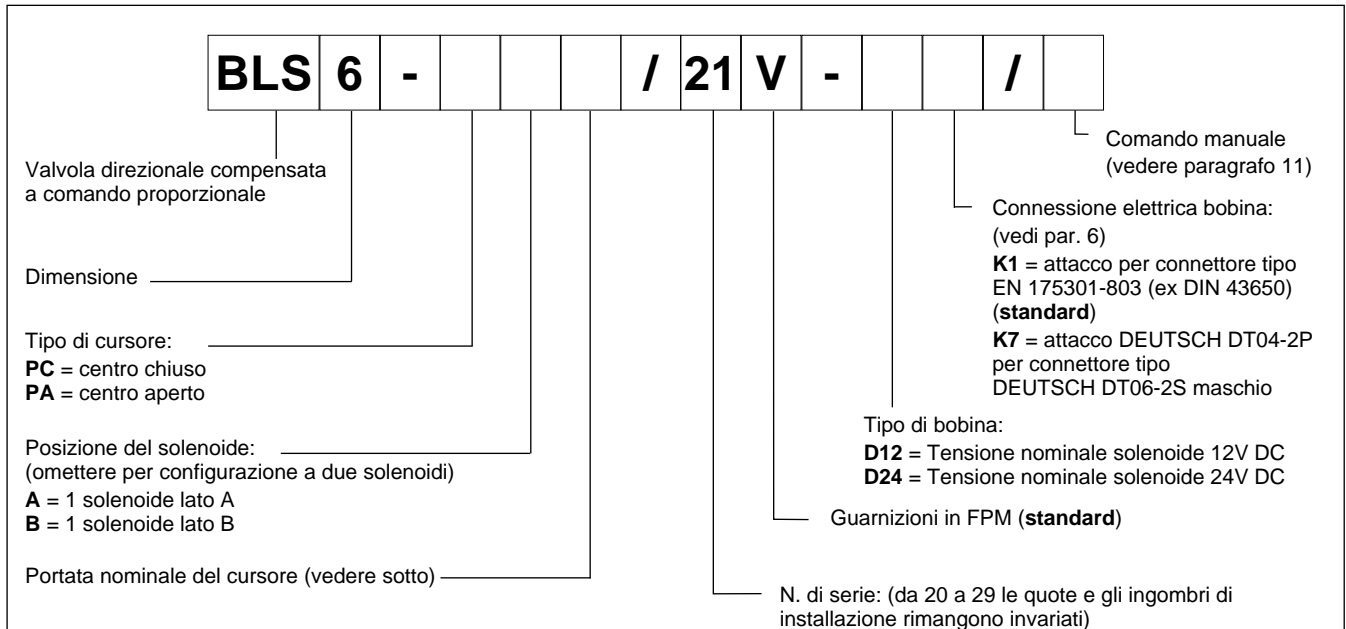 BLS 6 - / 21 V - /
Valvola direzionale compensata
a comando proporzionale
Dimensione
Tipo di cursore:
PC = centro chiuso
PA = centro aperto
Posizione del solenoide:
(omettere per configurazione a due solenoidi)
A = 1 solenoide lato A
B = 1 solenoide lato B
Portata nominale del cursore (vedere sotto)
Comando manuale
(vedere paragrafo 11)
Connessione elettrica bobina:
(vedi par. 6)
K1 = attacco per connettore tipo
EN 175301-803 (ex DIN 43650)
(standard)
K7 = attacco DEUTSCH DT04-2P
per connettore tipo
DEUTSCH DT06-2S maschio
Tipo di bobina:
D12 = Tensione nominale solenoide 12V DC
D24 = Tensione nominale solenoide 24V DC
Guarnizioni in FPM (standard)
N. di serie: (da 20 a 29 le quote e gli ingombri di
installazione rimangono invariati)